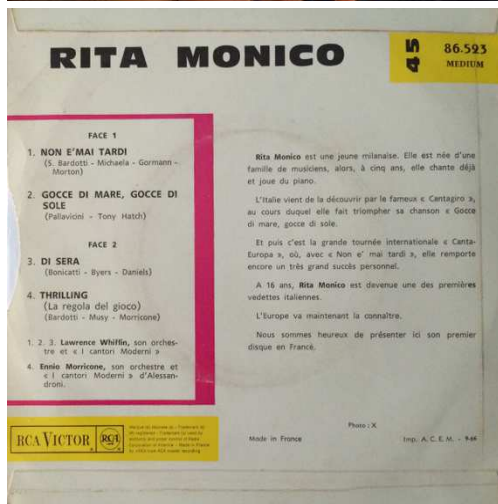 RITA MONICO
45
86.523
MEDIUM
FACE 1
1. NON E'MAI TARDI
(S. Bardotti - Michaela - Gormann -
Morton)
2. GOCCE DI MARE, GOCCE DI
SOLE
(Pallavicini - Tony Hatch)
FACE 2
3. DI SERA
(Bonicatti - Byers - Daniels)
4. THRILLING
(La regola del gioco)
(Bardotti - Musy - Morricone)
1. 2. 3. Lawrence Whiffin, son orches-
tre et « I cantori Moderni »
4. Ennio Morricone, son orchestre et
« I cantori Moderni » d'Alessan-
droni.
Rita Monico est une jeune milanaise. Elle est née d'une
famille de musiciens, alors, à cinq ans, elle chante déjà
et joue du piano.
L'Italie vient de la découvrir par le fameux « Cantagiro »,
au cours duquel elle fait triompher sa chanson « Gocce
di mare, gocce di sole.
Et puis c'est la grande tournée internationale « Canta-
Europa », où, avec « Non e' mai tardi », elle remporte
encore un très grand succès personnel.
A 16 ans, Rita Monico est devenue une des premières
vedettes italiennes.
L'Europe va maintenant la connaître.
Nous sommes heureux de présenter ici son premier
disque en France.
Photo : X
RCA VICTOR
RCA
Made in France
Imp. A. C. E. M. -